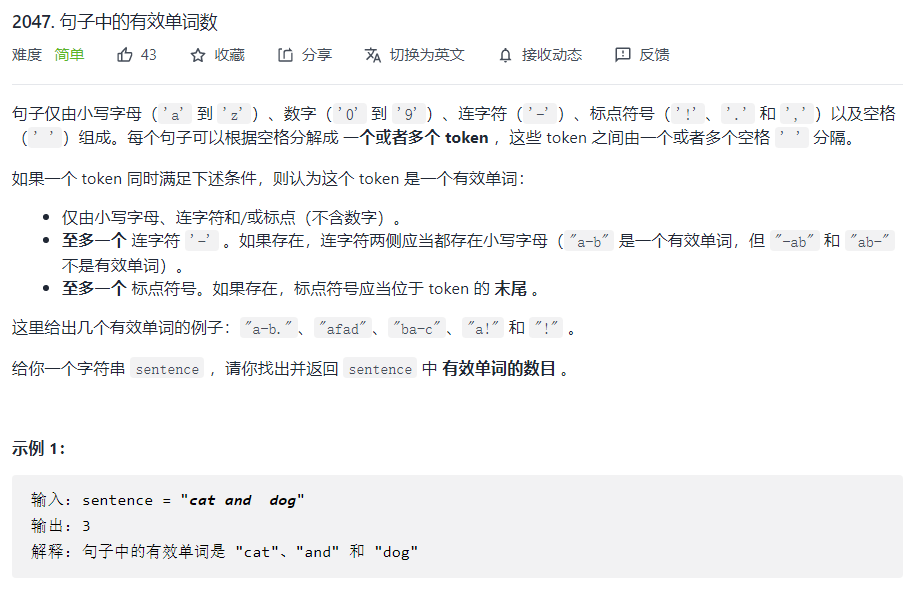 2047. 句子中的有效单词数
难度 简单 43 收藏 分享 切换为英文 接收动态 反馈
句子仅由小写字母（'a' 到 'z'）、数字（'0' 到 '9'）、连字符（'-'）、标点符号（'!'、'.' 和 ','）以及空格
（' '）组成。每个句子可以根据空格分解成 一个或者多个 token ，这些 token 之间由一个或者多个空格 ' ' 分隔。
如果一个 token 同时满足下述条件，则认为这个 token 是一个有效单词：
• 仅由小写字母、连字符和/或标点（不含数字）。
• 至多一个 连字符 '-' 。如果存在，连字符两侧应当都存在小写字母（"a-b" 是一个有效单词，但 "-ab" 和 "ab-"
不是有效单词）。
• 至多一个 标点符号。如果存在，标点符号应当位于 token 的 末尾 。
这里给出几个有效单词的例子："a-b."、"afad"、"ba-c"、"a!" 和 "!" 。
给你一个字符串 sentence ，请你找出并返回 sentence 中 有效单词的数目 。
示例 1：
输入：sentence = "cat and  dog"
输出：3
解释：句子中的有效单词是 "cat"、"and" 和 "dog"